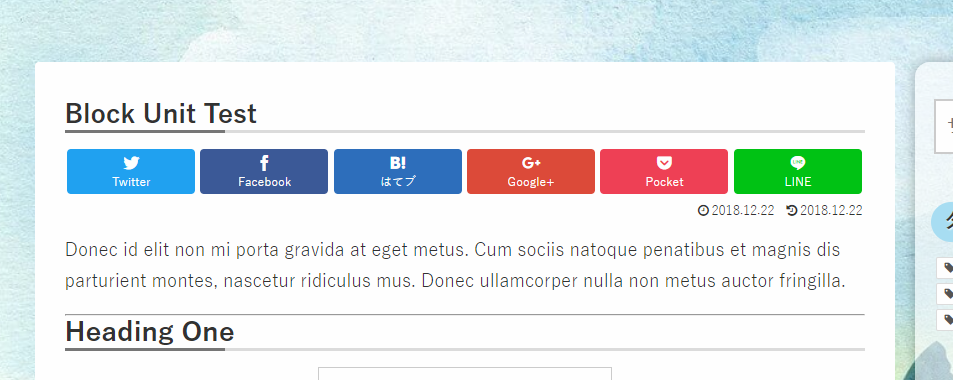 Block Unit Test
Twitter
Facebook
B!
はてブ
G+
Google+
Pocket
LINE
2018.12.22 2018.12.22
Donec id elit non mi porta gravida at eget metus. Cum sociis natoque penatibus et magnis dis
parturient montes, nascetur ridiculus mus. Donec ullamcorper nulla non metus auctor fringilla.
Heading One